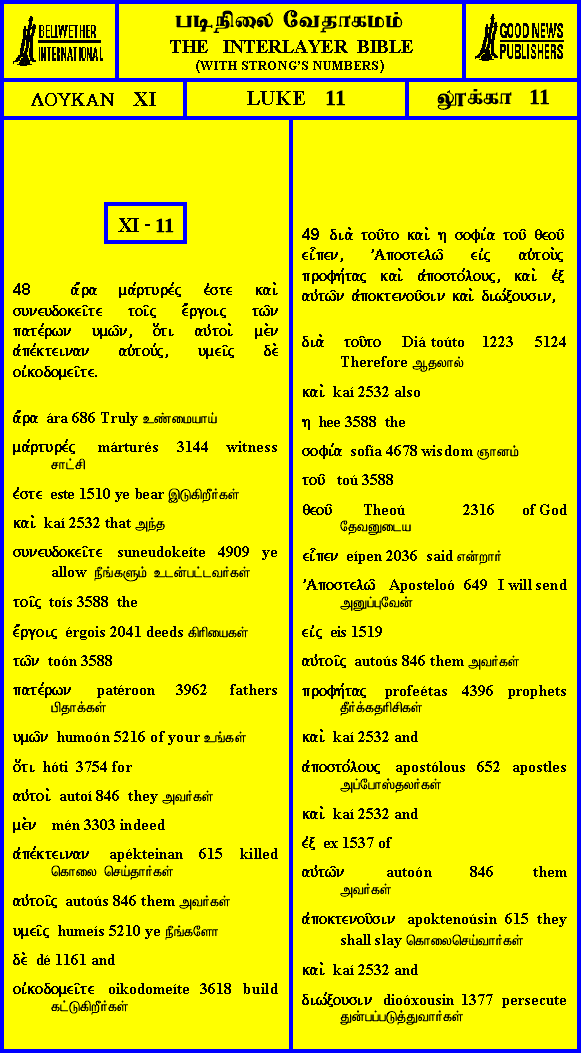 BELLWETHER
INTERNATIONAL
படிநிலை வேதாகமம்
THE INTERLAYER BIBLE
(WITH STRONG'S NUMBERS)
GOOD NEWS
PUBLISHERS
ΛΟΥΚΑΝ XI
LUKE 11
லூக்கா 11
XI - 11
48 ἄρα μάρτυρές ἐστε καὶ
συνευδοκεῖτε τοῖς ἔργοις τῶν
πατέρων υμῶν, ὅτι αὐτοὶ μὲν
ἀπέκτειναν αὐτούς, υμεῖς δὲ
οἰκοδομεῖτε.
ἄρα ára 686 Truly உண்மையாய்
μάρτυρές márturés 3144 witness
சாட்சி
ἐστε este 1510 ye bear இடுகிறீர்கள்
καὶ kaí 2532 that அந்த
συνευδοκεῖτε suneudokeíte 4909 ye
allow நீங்களும் உடன்பட்டவர்கள்
τοῖς toís 3588 the
ἔργοις érgois 2041 deeds கிரியைகள்
τῶν toón 3588
πατέρων patéroon 3962 fathers
பிதாக்கள்
υμῶν humoón 5216 of your உங்கள்
ὅτι hóti 3754 for
αὐτοὶ autoí 846 they அவர்கள்
μὲν mén 3303 indeed
ἀπέκτειναν apékteinan 615 killed
கொலை செய்தார்கள்
αὐτοῖς autoús 846 them அவர்கள்
υμεῖς humeís 5210 ye நீங்களோ
δὲ dé 1161 and
οἰκοδομεῖτε oikodomeíte 3618 build
கட்டுகிறீர்கள்
49 διὰ τοῦτο καὶ η σοφία τοῦ θεοῦ
εἶπεν, Ἀποστελῶ εἰς αὐτοὺς
προφήτας καὶ ἀποστόλους, καὶ ἐξ
αὐτῶν ἀποκτενοῦσιν καὶ διώξουσιν,
διὰ τοῦτο Diá toúto 1223 5124
Therefore ஆதலால்
καὶ kaí 2532 also
η hee 3588 the
σοφία sofía 4678 wisdom ஞானம்
τοῦ toú 3588
θεοῦ Theoú 2316 of God
தேவனுடைய
εἶπεν eípen 2036 said என்றார்
Ἀποστελῶ Aposteloó 649 I will send
அனுப்புவேன்
εἰς eis 1519
αὐτοῖς autoús 846 them அவர்கள்
προφήτας profeétas 4396 prophets
தீர்க்கதரிசிகள்
καὶ kaí 2532 and
ἀποστόλους apostólous 652 apostles
அப்போஸ்தலர்கள்
καὶ kaí 2532 and
ἐξ ex 1537 of
αὐτῶν autoón 846 them
அவர்கள்
ἀποκτενοῦσιν apoktenoúsin 615 they
shall slay கொலைசெய்வார்கள்
καὶ kaí 2532 and
διώξουσιν dioóxousin 1377 persecute
துன்பப்படுத்துவார்கள்